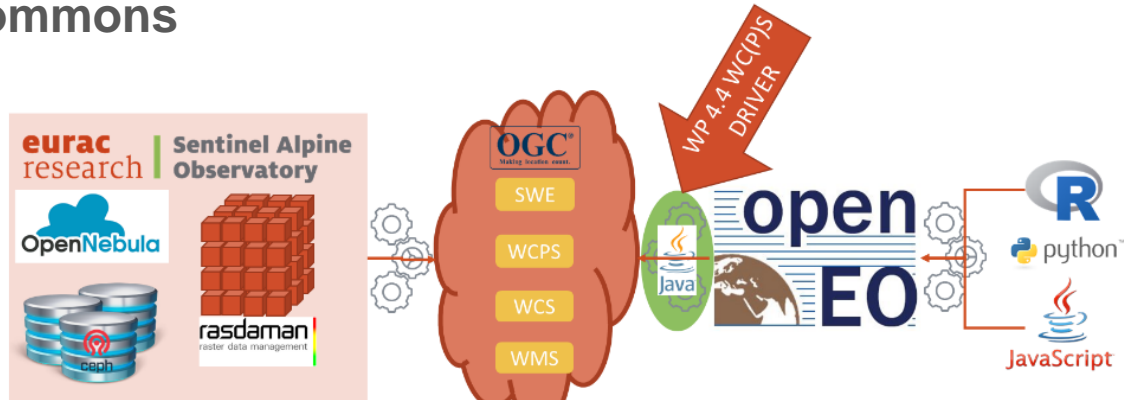 ommons
eurac
research
Sentinel Alpine
Observatory
OpenNebula
ceph
rasdaman
raster data management
OGC®
Making location count.
SWE
WCPS
WCS
WMS
WP 4.4 WC(P)S
DRIVER
Java
open
EO
R
python™
JavaScript